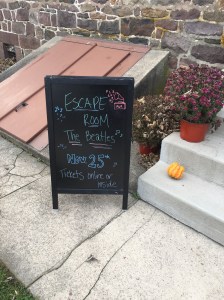 ESCAPE
ROOM
The Beatles
25
Tickets online or
inside